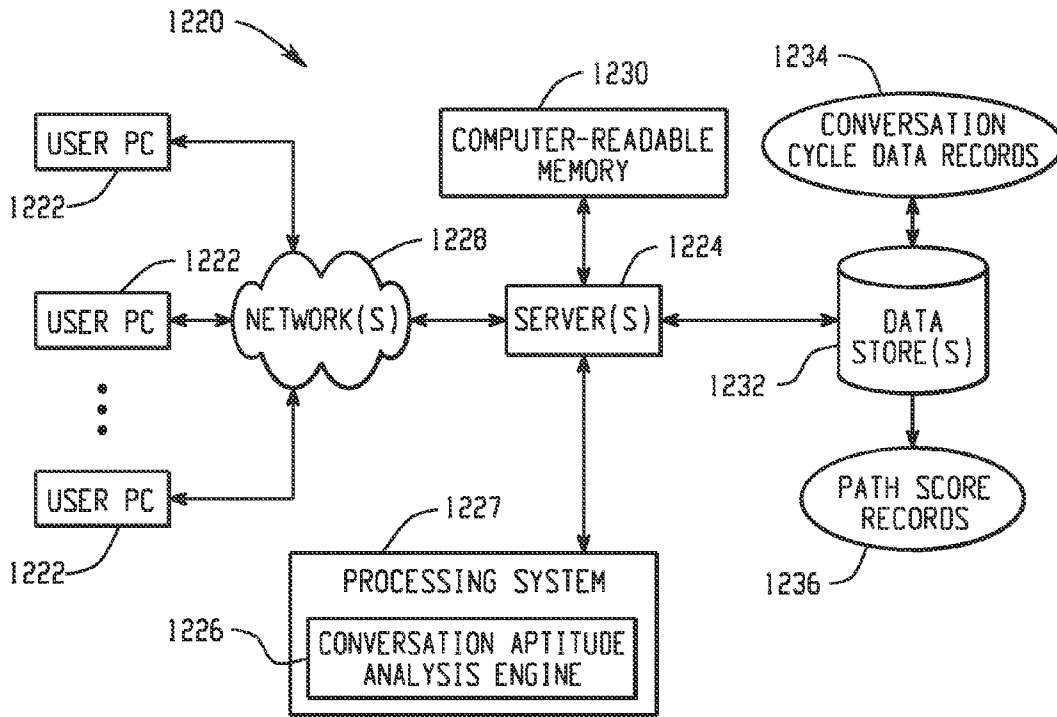 1220
1230
1234
USER PC
COMPUTER-READABLE
MEMORY
CONVERSATION
CYCLE DATA RECORDS
1222
1228
1224
1222
USER PC
NETWORK(S)
SERVER(S)
DATA
STORE(S)
1232
USER PC
1227
PATH SCORE
RECORDS
1222
PROCESSING SYSTEM
1236
1226
CONVERSATION APTITUDE
ANALYSIS ENGINE